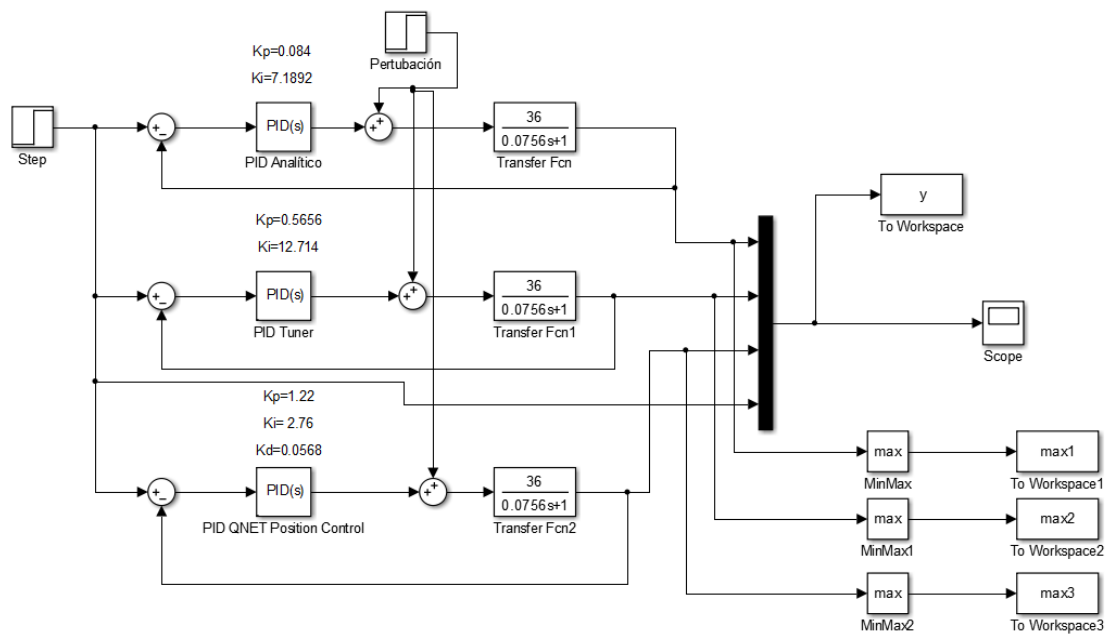 Kp=0.084
Ki=7.1892
Pertubación
Step
PID(s)
PID Analítico
+
−
+
+
36
0.0756s+1
Transfer Fcn
y
To Workspace
Kp=0.5656
Ki=12.714
+
−
PID(s)
PID Tuner
+
+
36
0.0756s+1
Transfer Fcn1
Scope
Kp=1.22
Ki= 2.76
Kd=0.0568
+
−
PID(s)
PID QNET Position Control
+
+
36
0.0756s+1
Transfer Fcn2
max
MinMax
max1
To Workspace1
max
MinMax1
max2
To Workspace2
max
MinMax2
max3
To Workspace3